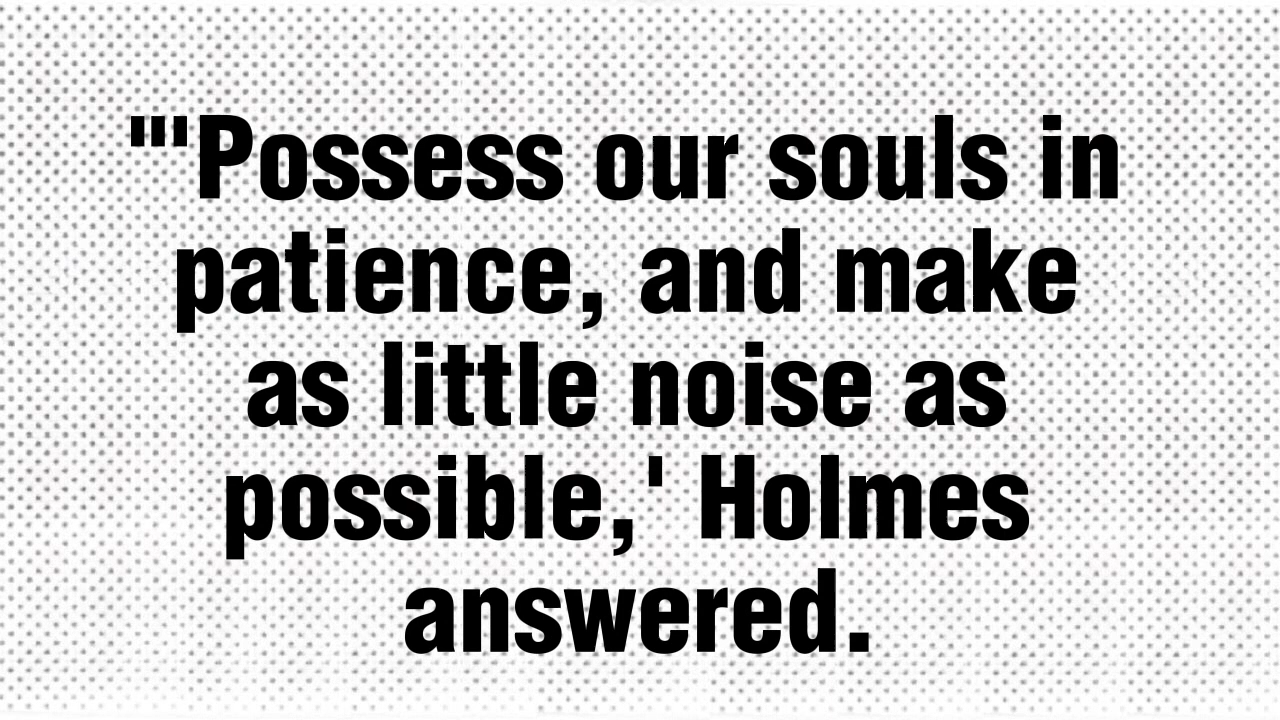 "'Possess our souls in
patience, and make
as little noise as
possible,' Holmes
answered.